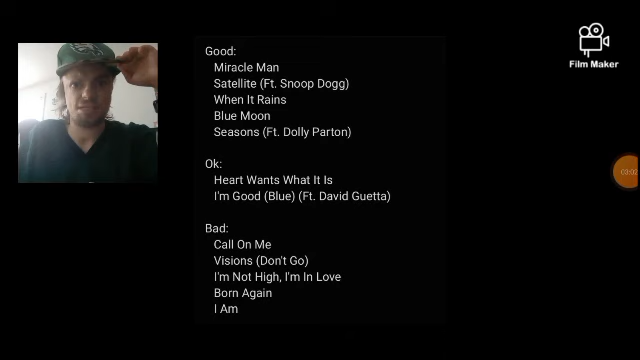 Good:
Miracle Man
Satellite (Ft. Snoop Dogg)
When It Rains
Blue Moon
Seasons (Ft. Dolly Parton)
Ok:
Heart Wants What It Is
I'm Good (Blue) (Ft. David Guetta)
Bad:
Call On Me
Visions (Don't Go)
I'm Not High, I'm In Love
Born Again
I Am
Film Maker
03:02